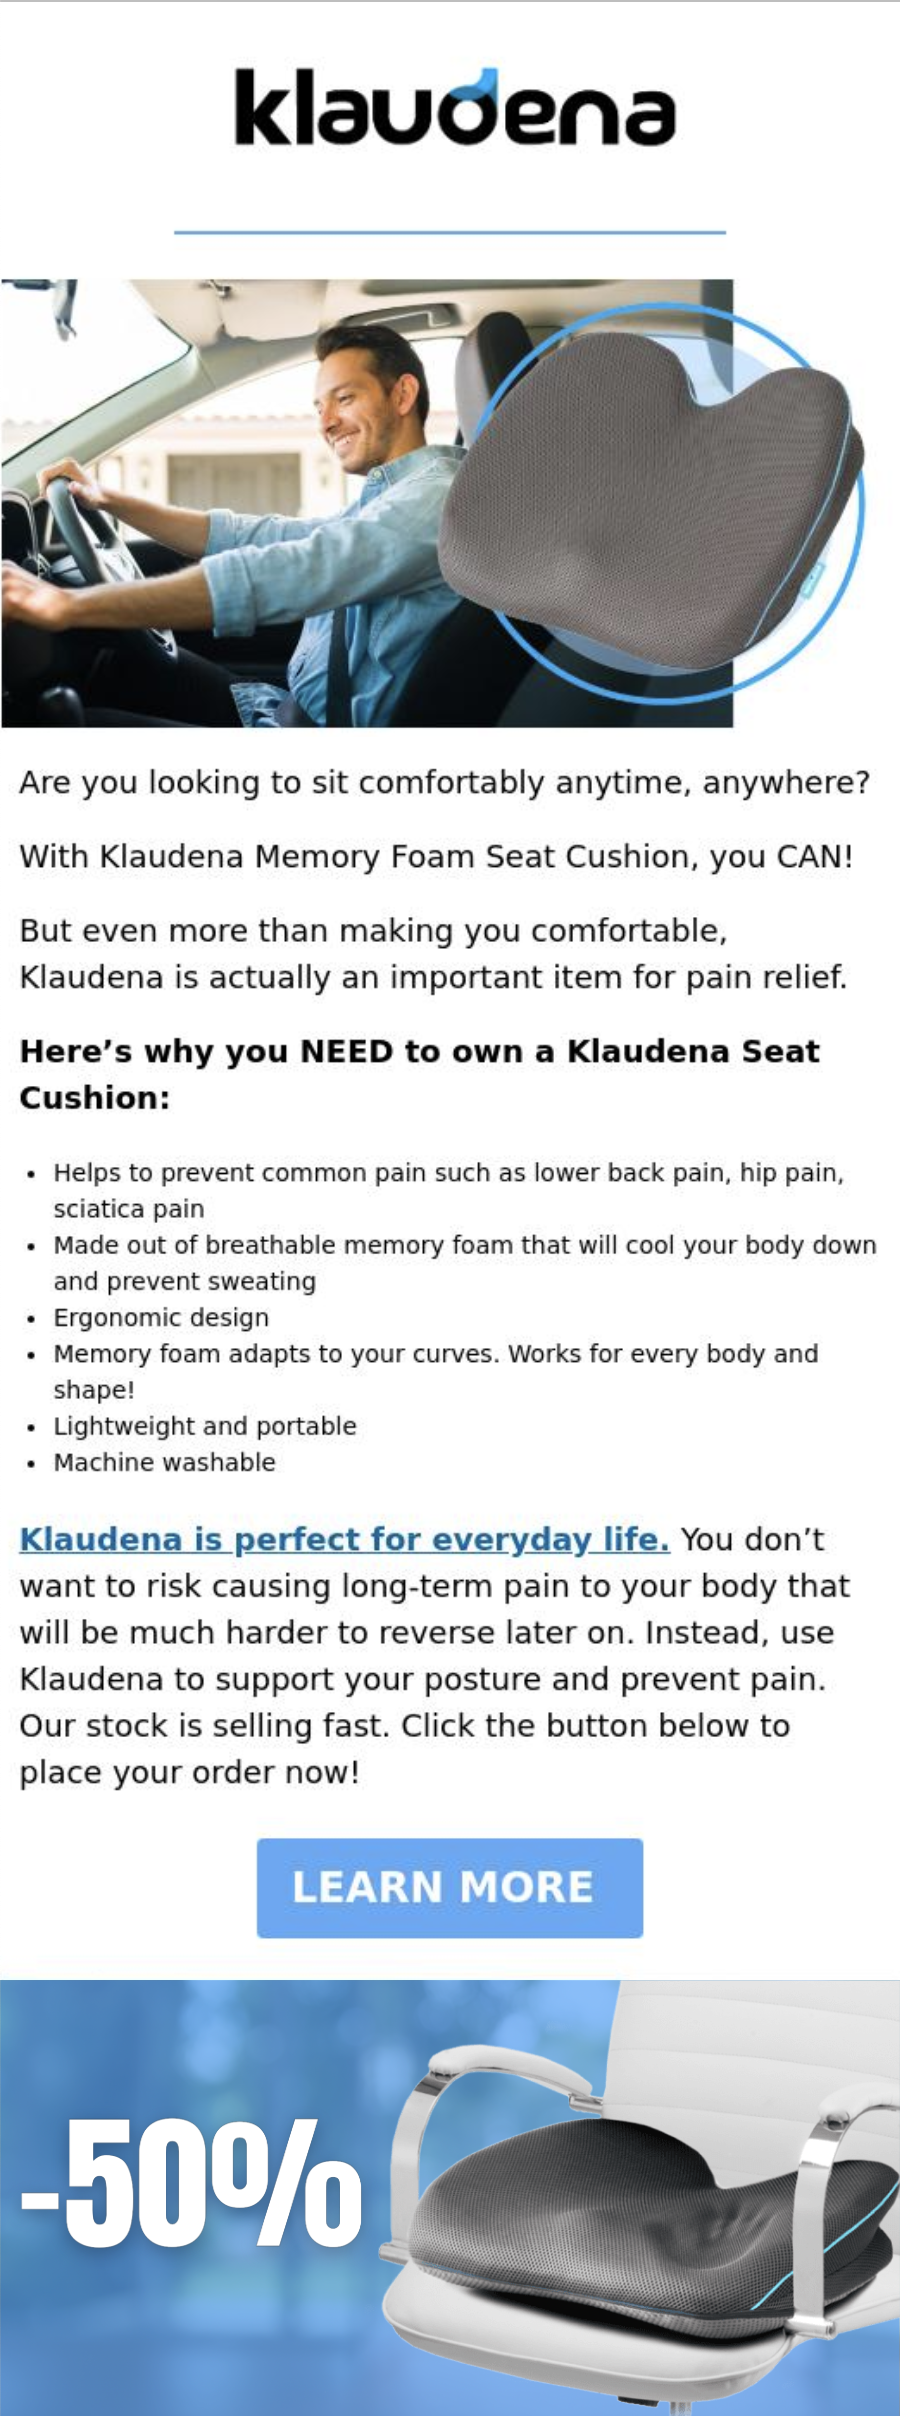 klaudena
Are you looking to sit comfortably anytime, anywhere?
With Klaudena Memory Foam Seat Cushion, you CAN!
But even more than making you comfortable,
Klaudena is actually an important item for pain relief.
Here’s why you NEED to own a Klaudena Seat
Cushion:
• Helps to prevent common pain such as lower back pain, hip pain,
sciatica pain
• Made out of breathable memory foam that will cool your body down
and prevent sweating
• Ergonomic design
• Memory foam adapts to your curves. Works for every body and
shape!
• Lightweight and portable
• Machine washable
Klaudena is perfect for everyday life. You don’t
want to risk causing long-term pain to your body that
will be much harder to reverse later on. Instead, use
Klaudena to support your posture and prevent pain.
Our stock is selling fast. Click the button below to
place your order now!
LEARN MORE
-50%